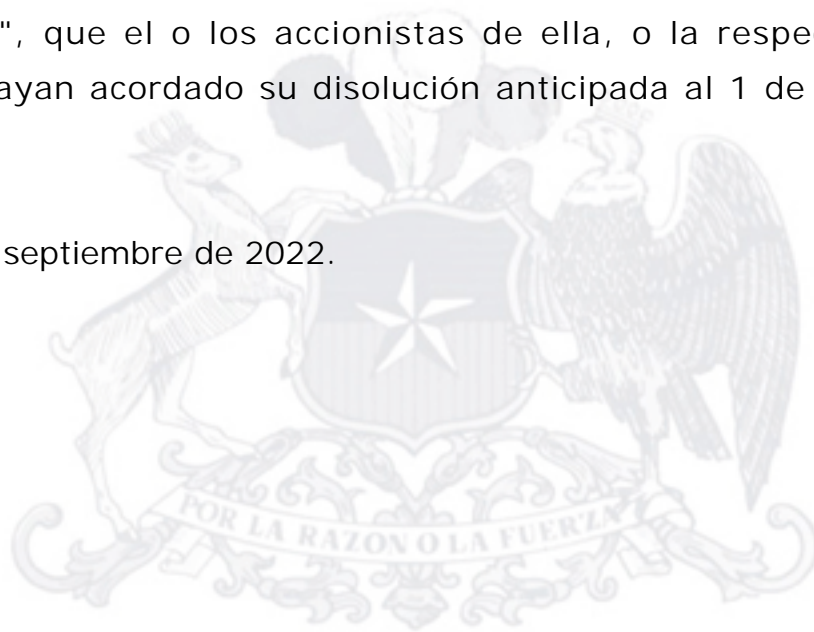 ", que el o los accionistas de ella, o la respe
ayan acordado su disolución anticipada al 1 de
septiembre de 2022.
POR LA RAZON O LA FUERZA